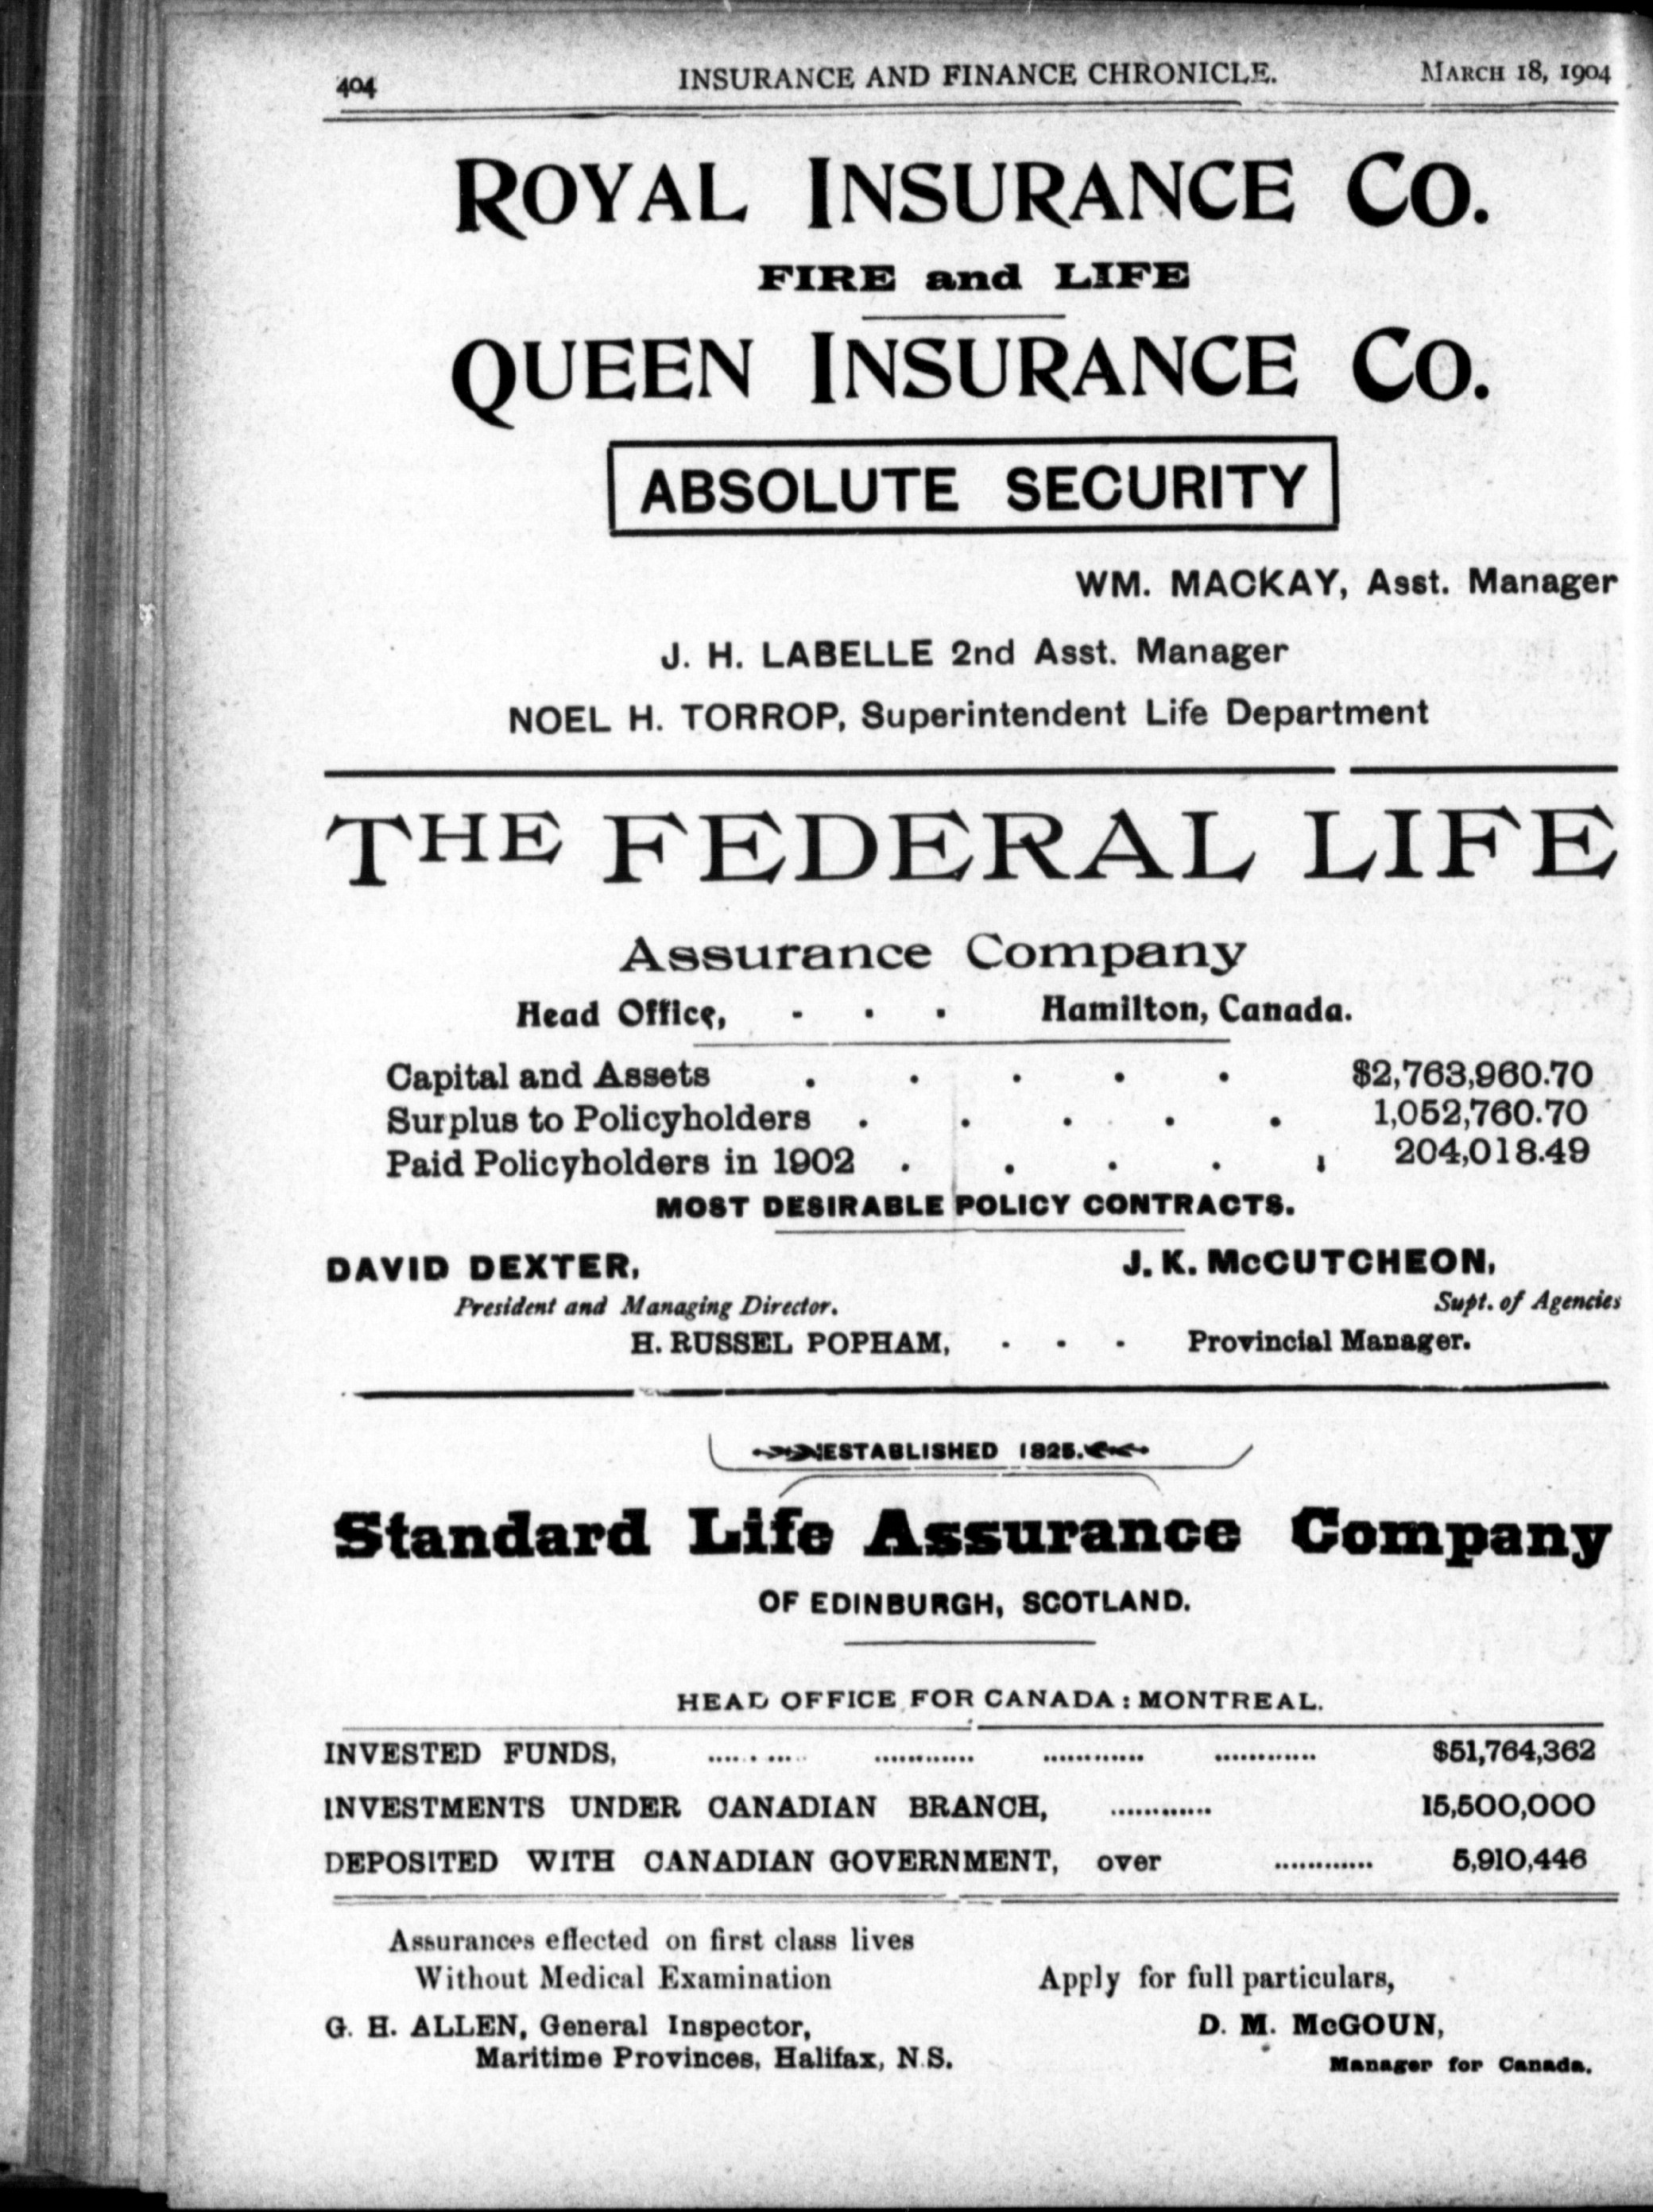 404 INSURANCE AND FINANCE CHRONICLE. MARCH 18, 1904
ROYAL INSURANCE CO.
FIRE and LIFE
QUEEN INSURANCE CO.
ABSOLUTE SECURITY
WM. MACKAY, Asst. Manager
J. H. LABELLE 2nd Asst. Manager
NOEL H. TORROP, Superintendent Life Department
THE FEDERAL LIFE
Assurance Company
Head Office, - - - Hamilton, Canada.
Capital and Assets . . . . . $2,763,960.70
Surplus to Policyholders . . . . . 1,052,760.70
Paid Policyholders in 1902 . . . . . 204,018.49
MOST DESIRABLE POLICY CONTRACTS.
DAVID DEXTER, J. K. McCUTCHEON,
President and Managing Director. Supt. of Agencies
H. RUSSEL POPHAM, - - - Provincial Manager.
ESTABLISHED 1825.
Standard Life Assurance Company
OF EDINBURGH, SCOTLAND.
HEAD OFFICE FOR CANADA: MONTREAL.
INVESTED FUNDS, ............ ............ ............ ............ $51,764,362
INVESTMENTS UNDER CANADIAN BRANCH, ............ 15,500,000
DEPOSITED WITH CANADIAN GOVERNMENT, over ............ 5,910,446
Assurances effected on first class lives
Without Medical Examination Apply for full particulars,
G. H. ALLEN, General Inspector, D. M. McGOUN,
Maritime Provinces, Halifax, N.S. Manager for Canada.